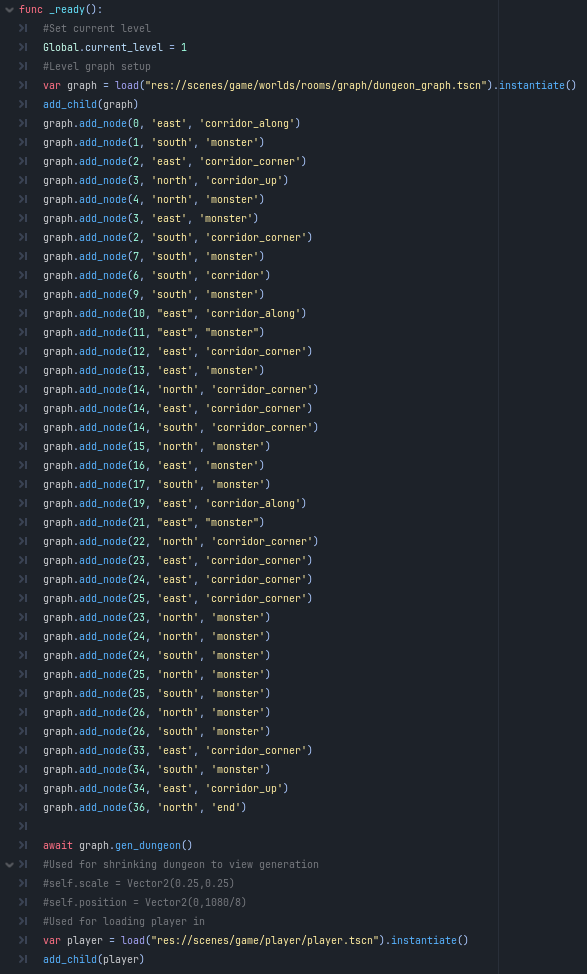 func _ready():
#Set current level
Global.current_level = 1
#Level graph setup
var graph = load("res://scenes/game/worlds/rooms/graph/dungeon_graph.tscn").instantiate()
add_child(graph)
graph.add_node(0, 'east', 'corridor_along')
graph.add_node(1, 'south', 'monster')
graph.add_node(2, 'east', 'corridor_corner')
graph.add_node(3, 'north', 'corridor_up')
graph.add_node(4, 'north', 'monster')
graph.add_node(3, 'east', 'monster')
graph.add_node(2, 'south', 'corridor_corner')
graph.add_node(7, 'south', 'monster')
graph.add_node(6, 'south', 'corridor')
graph.add_node(9, 'south', 'monster')
graph.add_node(10, "east", 'corridor_along')
graph.add_node(11, "east", "monster")
graph.add_node(12, 'east', 'corridor_corner')
graph.add_node(13, 'east', 'monster')
graph.add_node(14, 'north', 'corridor_corner')
graph.add_node(14, 'east', 'corridor_corner')
graph.add_node(14, 'south', 'corridor_corner')
graph.add_node(15, 'north', 'monster')
graph.add_node(16, 'east', 'monster')
graph.add_node(17, 'south', 'monster')
graph.add_node(19, 'east', 'corridor_along')
graph.add_node(21, "east", "monster")
graph.add_node(22, 'north', 'corridor_corner')
graph.add_node(23, 'east', 'corridor_corner')
graph.add_node(24, 'east', 'corridor_corner')
graph.add_node(25, 'east', 'corridor_corner')
graph.add_node(23, 'north', 'monster')
graph.add_node(24, 'north', 'monster')
graph.add_node(24, 'south', 'monster')
graph.add_node(25, 'north', 'monster')
graph.add_node(25, 'south', 'monster')
graph.add_node(26, 'north', 'monster')
graph.add_node(26, 'south', 'monster')
graph.add_node(33, 'east', 'corridor_corner')
graph.add_node(34, 'south', 'monster')
graph.add_node(34, 'east', 'corridor_up')
graph.add_node(36, 'north', 'end')
await graph.gen_dungeon()
#Used for shrinking dungeon to view generation
#self.scale = Vector2(0.25,0.25)
#self.position = Vector2(0,1080/8)
#Used for loading player in
var player = load("res://scenes/game/player/player.tscn").instantiate()
add_child(player)